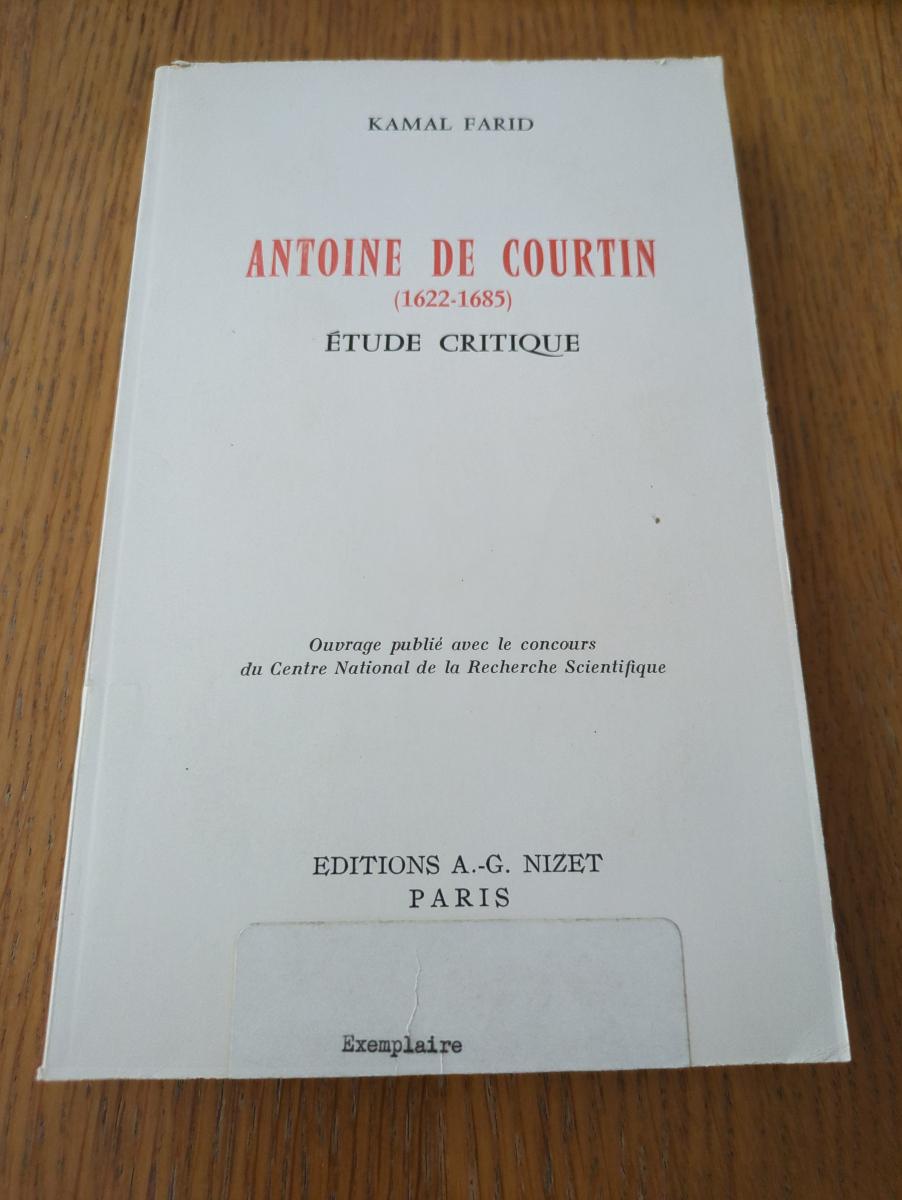 KAMAL FARID
ANTOINE DE COURTIN
(1622-1685)
ÉTUDE CRITIQUE
Ouvrage publié avec le concours
du Centre National de la Recherche Scientifique
EDITIONS A.-G. NIZET
PARIS
Exemplaire